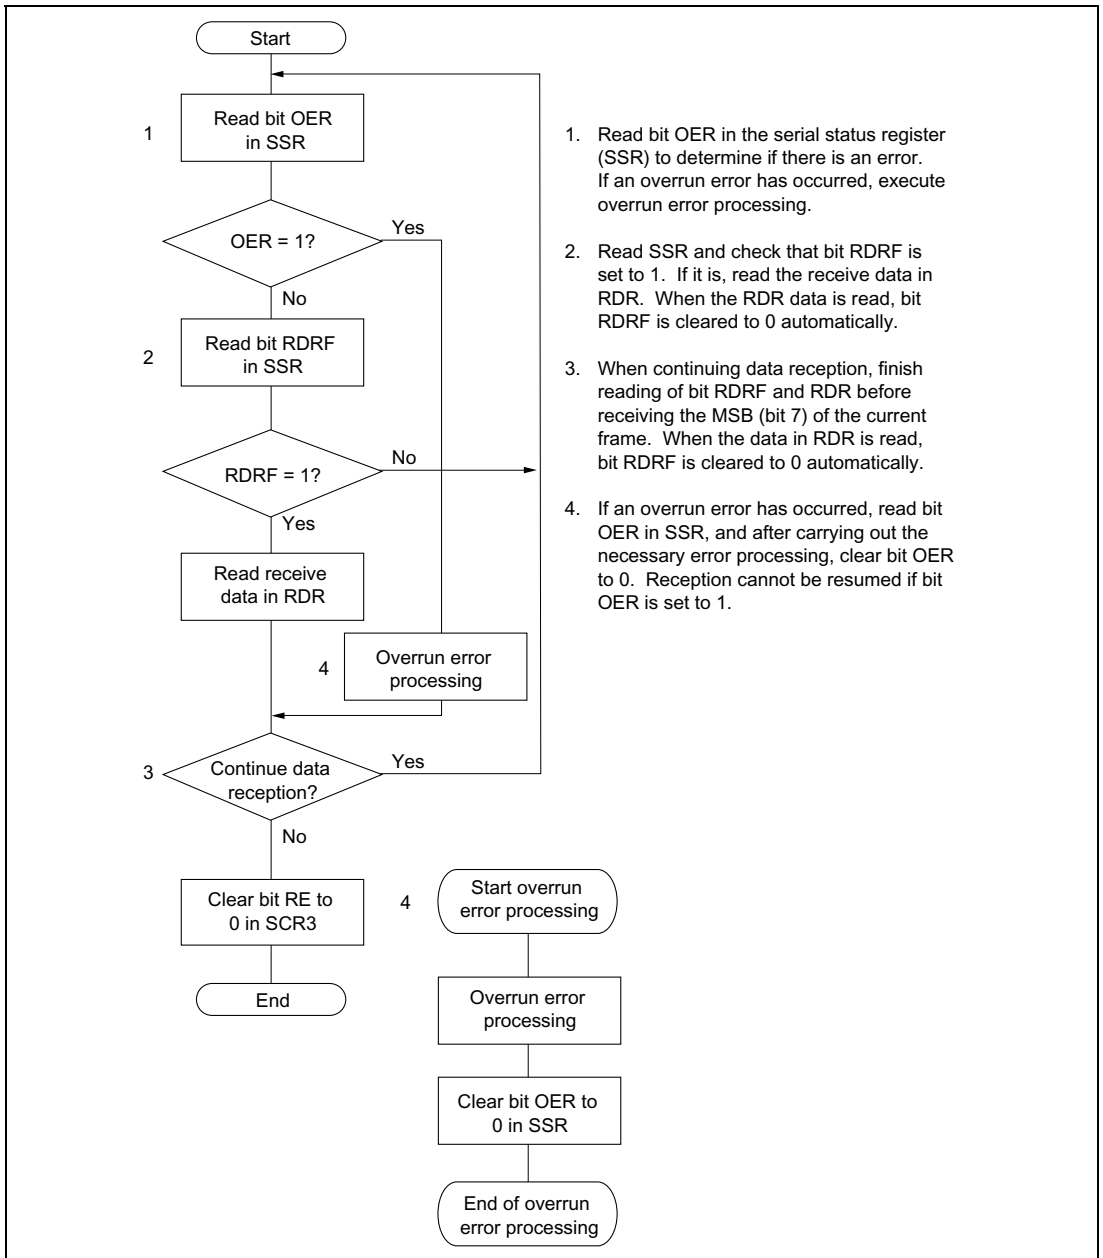 Start
1
Read bit OER
in SSR
OER = 1?
Yes
No
2
Read bit RDRF
in SSR
RDRF = 1?
No
Yes
Read receive
data in RDR
4
Overrun error
processing
3
Continue data
reception?
Yes
No
Clear bit RE to
0 in SCR3
End
4
Start overrun
error processing
Overrun error
processing
Clear bit OER to
0 in SSR
End of overrun
error processing
1. Read bit OER in the serial status register
(SSR) to determine if there is an error.
If an overrun error has occurred, execute
overrun error processing.
2. Read SSR and check that bit RDRF is
set to 1. If it is, read the receive data in
RDR. When the RDR data is read, bit
RDRF is cleared to 0 automatically.
3. When continuing data reception, finish
reading of bit RDRF and RDR before
receiving the MSB (bit 7) of the current
frame. When the data in RDR is read,
bit RDRF is cleared to 0 automatically.
4. If an overrun error has occurred, read bit
OER in SSR, and after carrying out the
necessary error processing, clear bit OER
to 0. Reception cannot be resumed if bit
OER is set to 1.